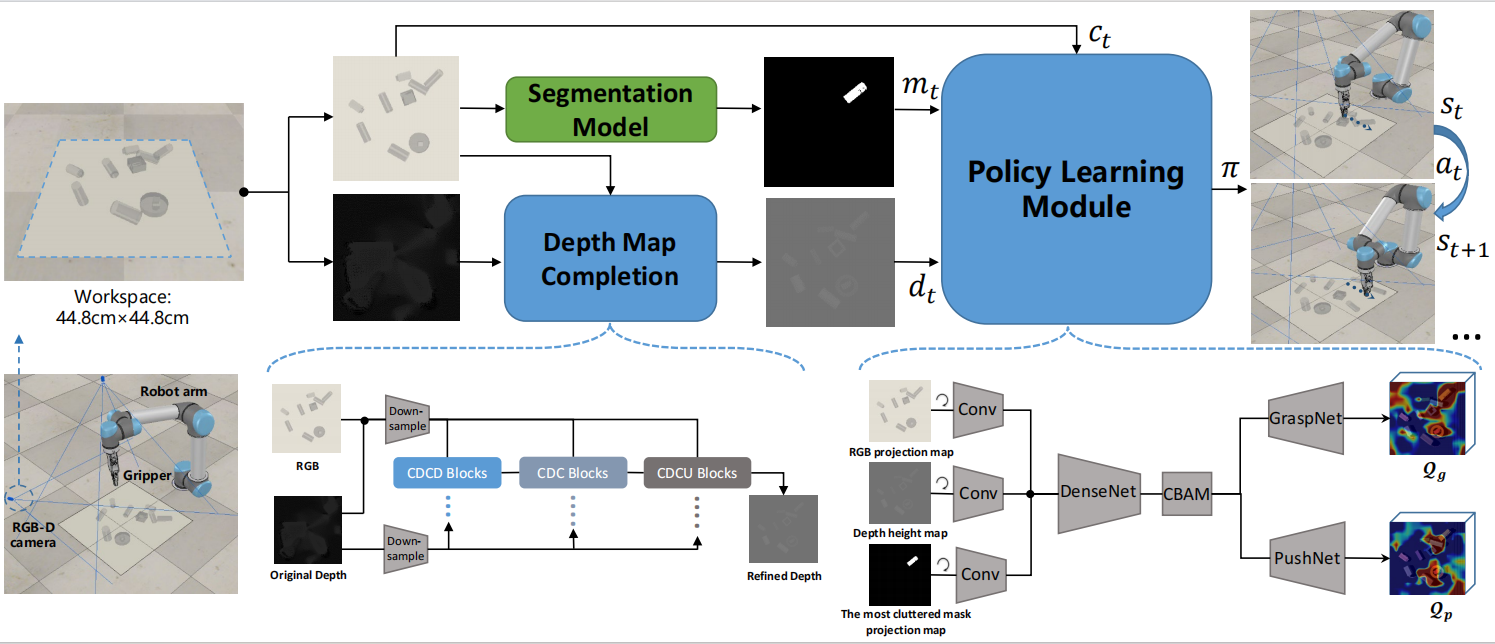 c_t
Segmentation
Model
m_t
Policy Learning
Module
π
s_t
a_t
s_{t+1}
Depth Map
Completion
d_t
Workspace:
44.8cm×44.8cm
...
Robot arm
Gripper
RGB-D
camera
RGB
Down-
sample
CDCD Blocks
CDC Blocks
CDCU Blocks
Down-
sample
Original Depth
Refined Depth
Conv
RGB projection map
Conv
Depth height map
Conv
The most cluttered mask
projection map
DenseNet
CBAM
GraspNet
Q_g
PushNet
Q_p